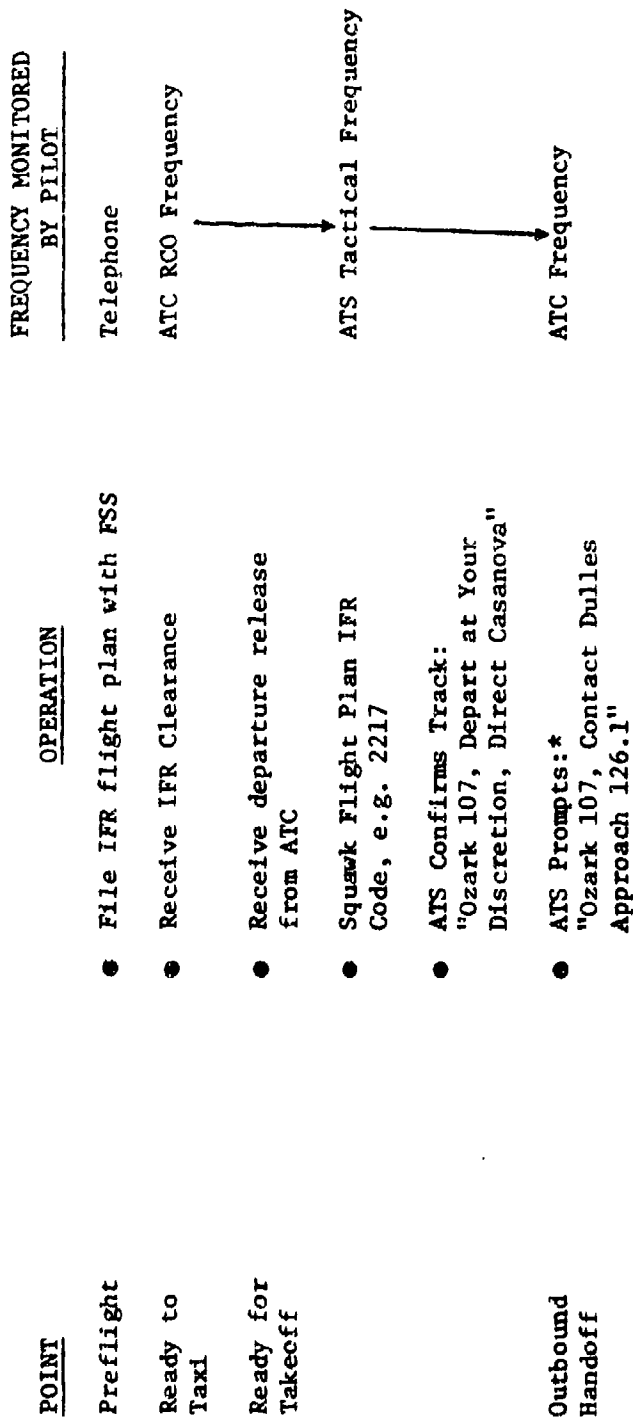 POINT
OPERATION
FREQUENCY MONITORED
BY PILOT
Preflight
● File IFR flight plan with FSS
Telephone
Ready to
Taxi
● Receive IFR Clearance
ATC RCO Frequency
Ready for
Takecff
● Receive departure release
from ATC
● Squawk Flight Plan IFR
Code, e.g. 2217
ATS Tactical Frequency
● ATS Confirms Track:
"Ozark 107, Depart at Your
Discretion, Direct Casanova"
Outbound
Handoff
● ATS Prompts:*
"Ozark 107, Contact Dulles
Approach 126.1"
ATC Frequency